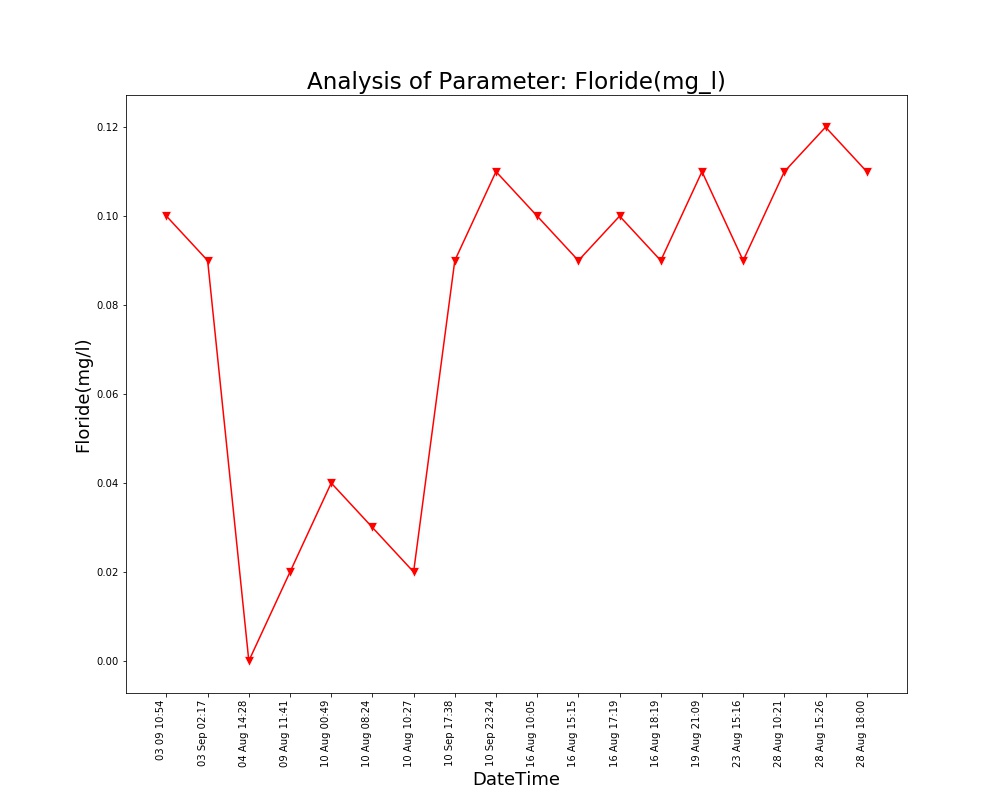 Analysis of Parameter: Floride(mg_l)
Floride(mg/l)
0.12
0.10
0.08
0.06
0.04
0.02
0.00
03 09 10:54
03 Sep 02:17
04 Aug 14:28
09 Aug 11:41
10 Aug 00:49
10 Aug 08:24
10 Aug 10:27
10 Sep 17:38
10 Sep 23:24
16 Aug 10:05
16 Aug 15:15
16 Aug 17:19
16 Aug 18:19
19 Aug 21:09
23 Aug 15:16
28 Aug 10:21
28 Aug 15:26
28 Aug 18:00
DateTime